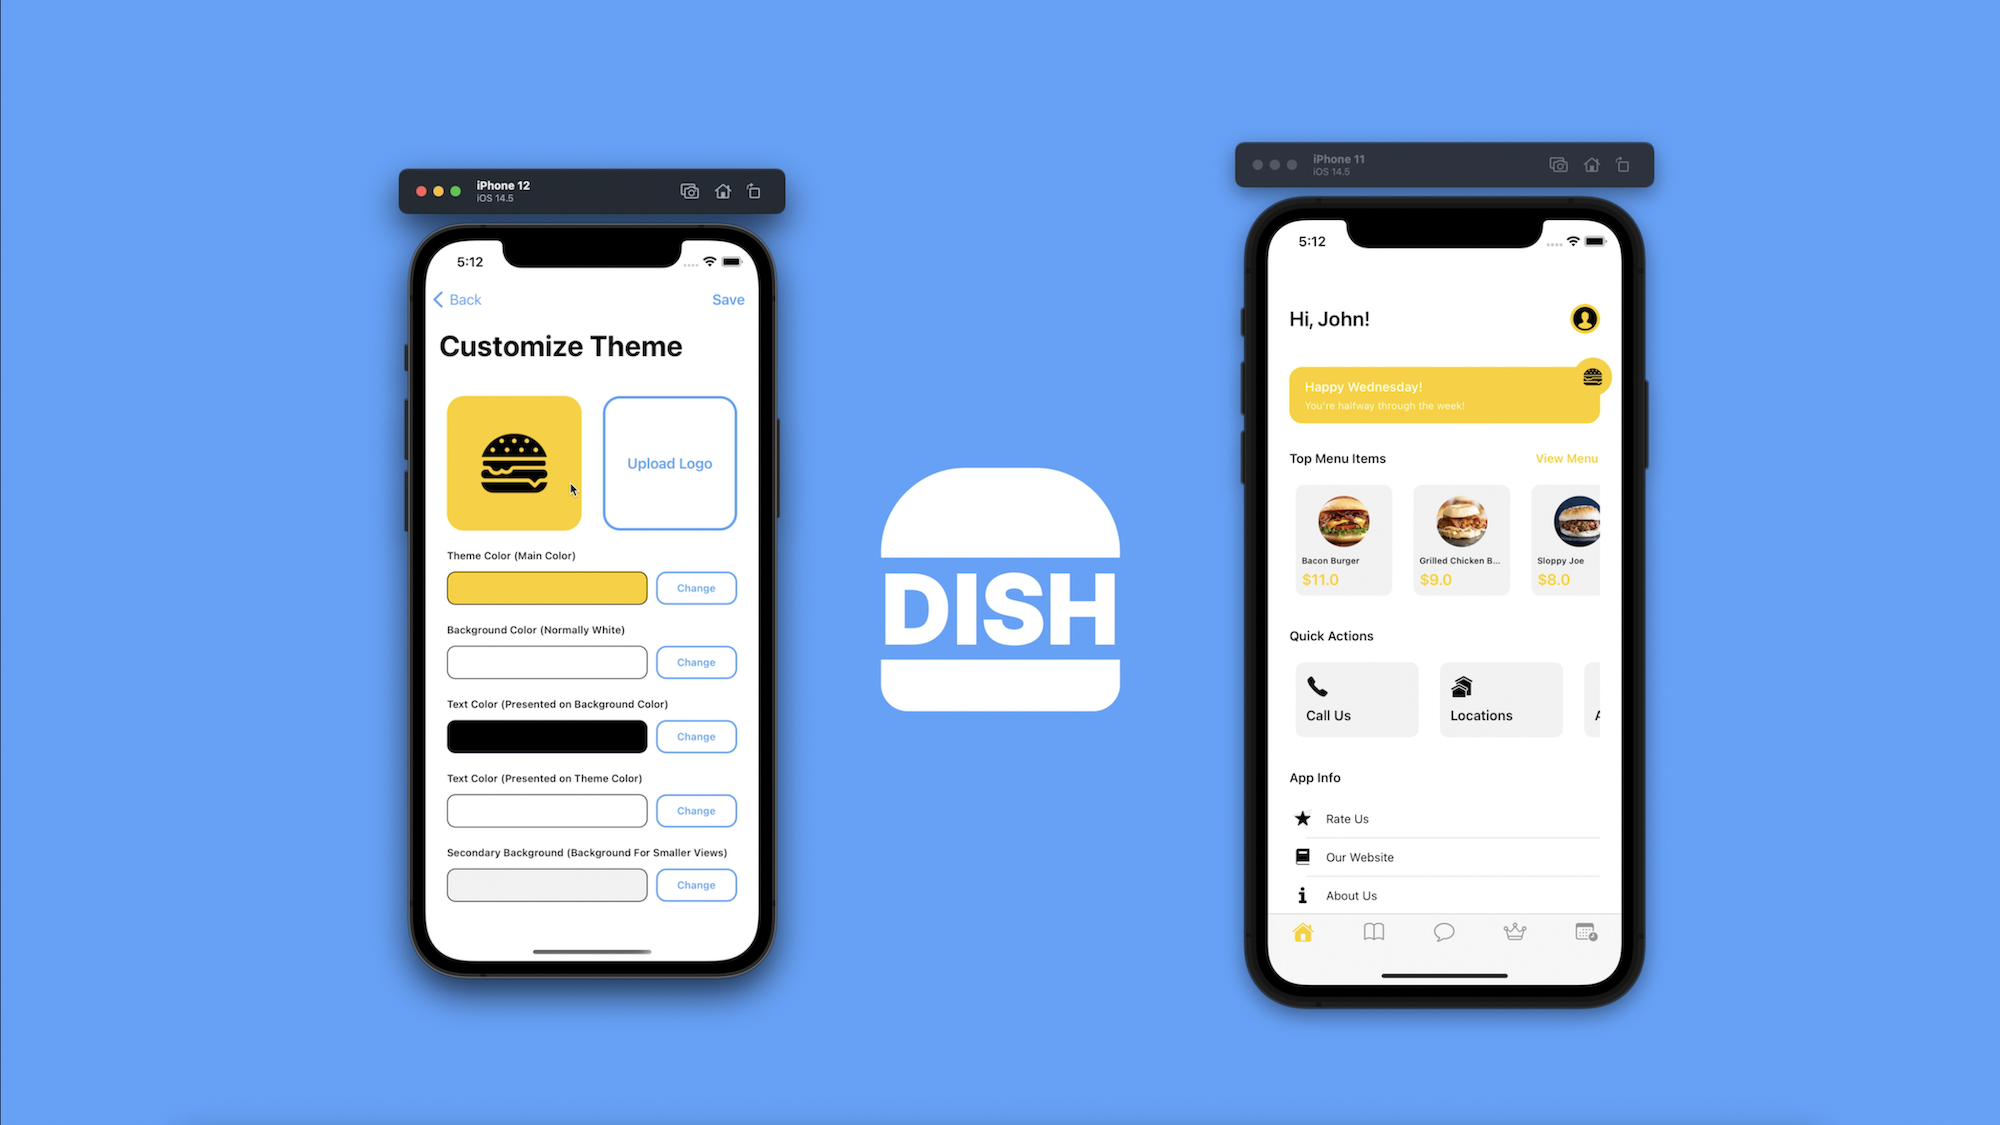 iPhone 12
iOS 14.5
5:12
Back
Save
Customize Theme
Upload Logo
Theme Color (Main Color)
Change
Background Color (Normally White)
Change
Text Color (Presented on Background Color)
Change
Text Color (Presented on Theme Color)
Change
Secondary Background (Background For Smaller Views)
Change
DISH
iPhone 11
iOS 14.5
5:12
Hi, John!
Happy Wednesday!
You're halfway through the week!
Top Menu Items
View Menu
Bacon Burger
Grilled Chicken B...
Sloppy Joe
$11.0
$9.0
$8.0
Quick Actions
Call Us
Locations
App Info
Rate Us
Our Website
About Us